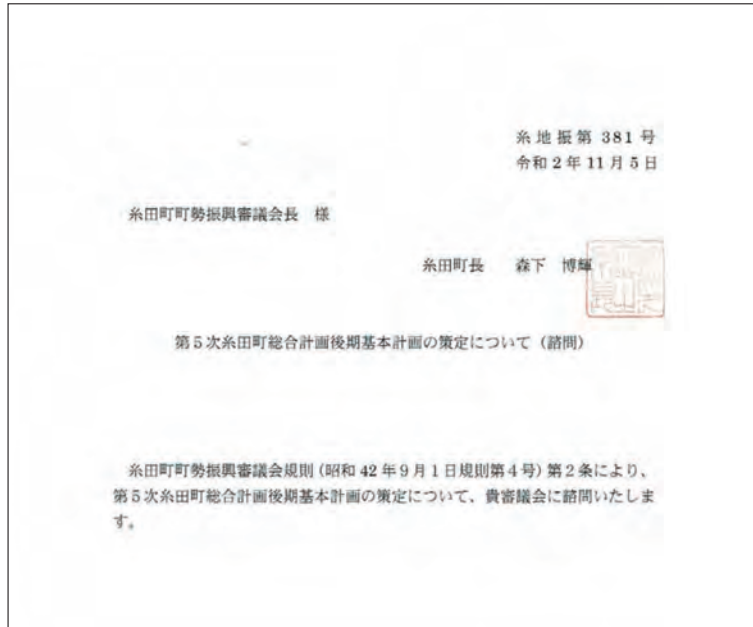 糸地振第 381 号
令和 2 年 11 月 5 日
糸田町町勢振興審議会長　様
糸田町長　森下　博輝
第5次糸田町総合計画後期基本計画の策定について（諮問）
糸田町町勢振興審議会規則（昭和 42 年9月1日規則第4号）第2条により、
第5次糸田町総合計画後期基本計画の策定について、貴審議会に諮問いたしま
す。